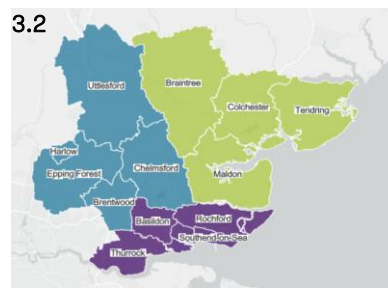 3.2
Uttlesford
Braintree
Colchester
Tendring
Harlow
Epping Forest
Chelmsford
Maldon
Brentwood
Basildon
Rochford
Southend-on-Sea
Thurrock